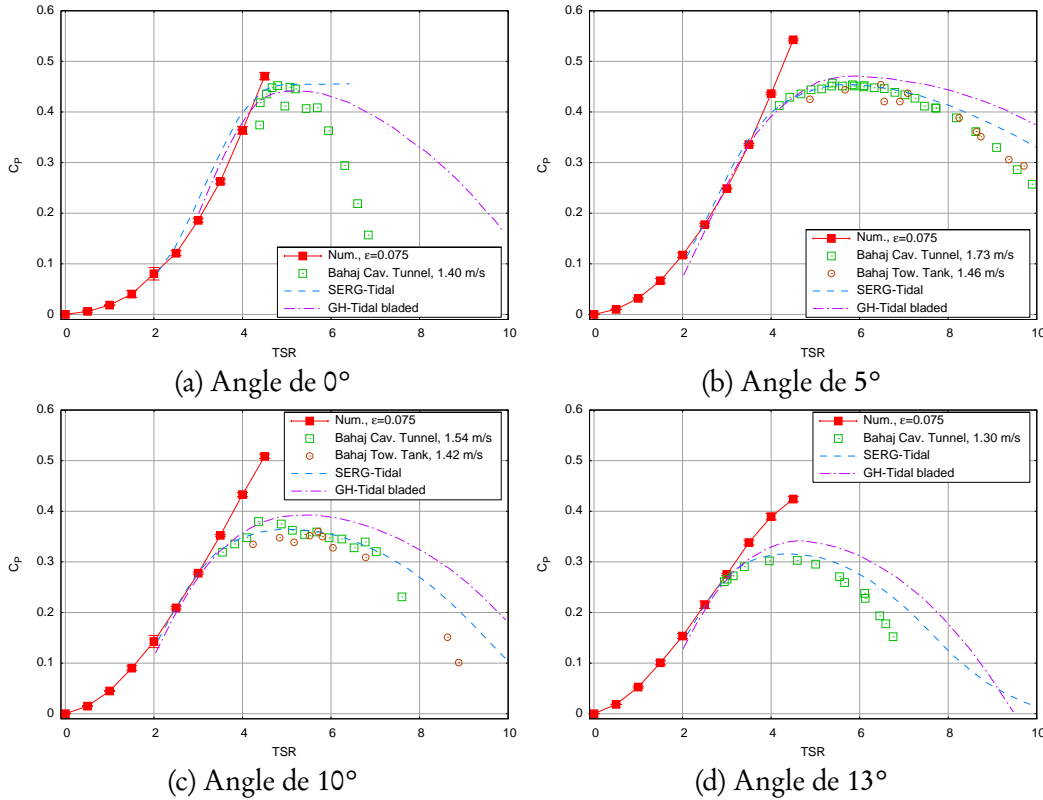 0.6
0.5
0.4
0.3
0.2
0.1
0
C_P
0 2 4 6 8 10
TSR
Num., ε=0.075
Bahaj Cav. Tunnel, 1.40 m/s
SERG-Tidal
GH-Tidal bladed
(a) Angle de 0°
0.6
0.5
0.4
0.3
0.2
0.1
0
C_P
0 2 4 6 8 10
TSR
Num., ε=0.075
Bahaj Cav. Tunnel, 1.73 m/s
Bahaj Tow. Tank, 1.46 m/s
SERG-Tidal
GH-Tidal bladed
(b) Angle de 5°
0.6
0.5
0.4
0.3
0.2
0.1
0
C_P
0 2 4 6 8 10
TSR
Num., ε=0.075
Bahaj Cav. Tunnel, 1.54 m/s
Bahaj Tow. Tank, 1.42 m/s
SERG-Tidal
GH-Tidal bladed
(c) Angle de 10°
0.6
0.5
0.4
0.3
0.2
0.1
0
C_P
0 2 4 6 8 10
TSR
Num., ε=0.075
Bahaj Cav. Tunnel, 1.30 m/s
SERG-Tidal
GH-Tidal bladed
(d) Angle de 13°